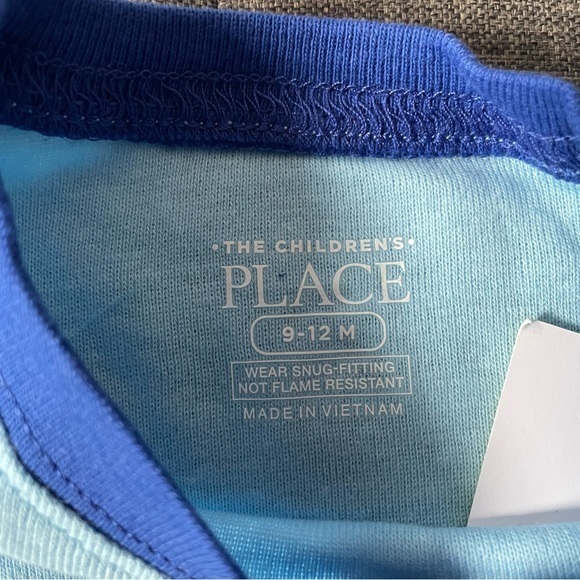 • THE CHILDREN'S •
PLACE
9-12 M
WEAR SNUG-FITTING
NOT FLAME RESISTANT
MADE IN VIETNAM